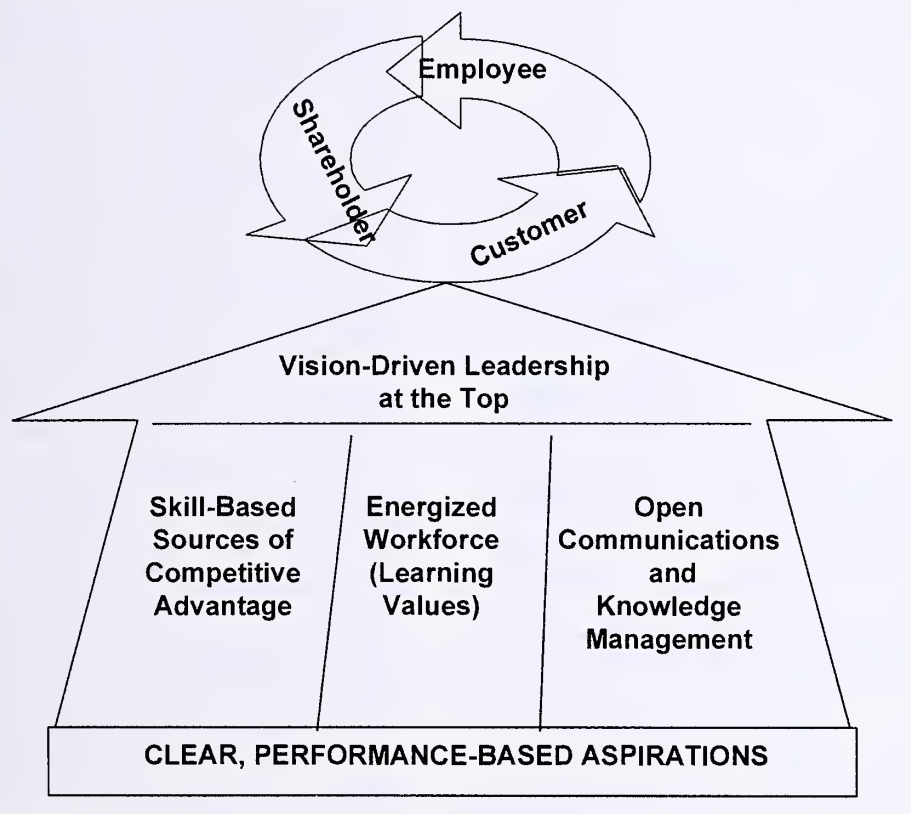 Employee
Shareholder
Customer
Vision-Driven Leadership
at the Top
Skill-Based
Sources of
Competitive
Advantage
Energized
Workforce
(Learning
Values)
Open
Communications
and
Knowledge
Management
CLEAR, PERFORMANCE-BASED ASPIRATIONS